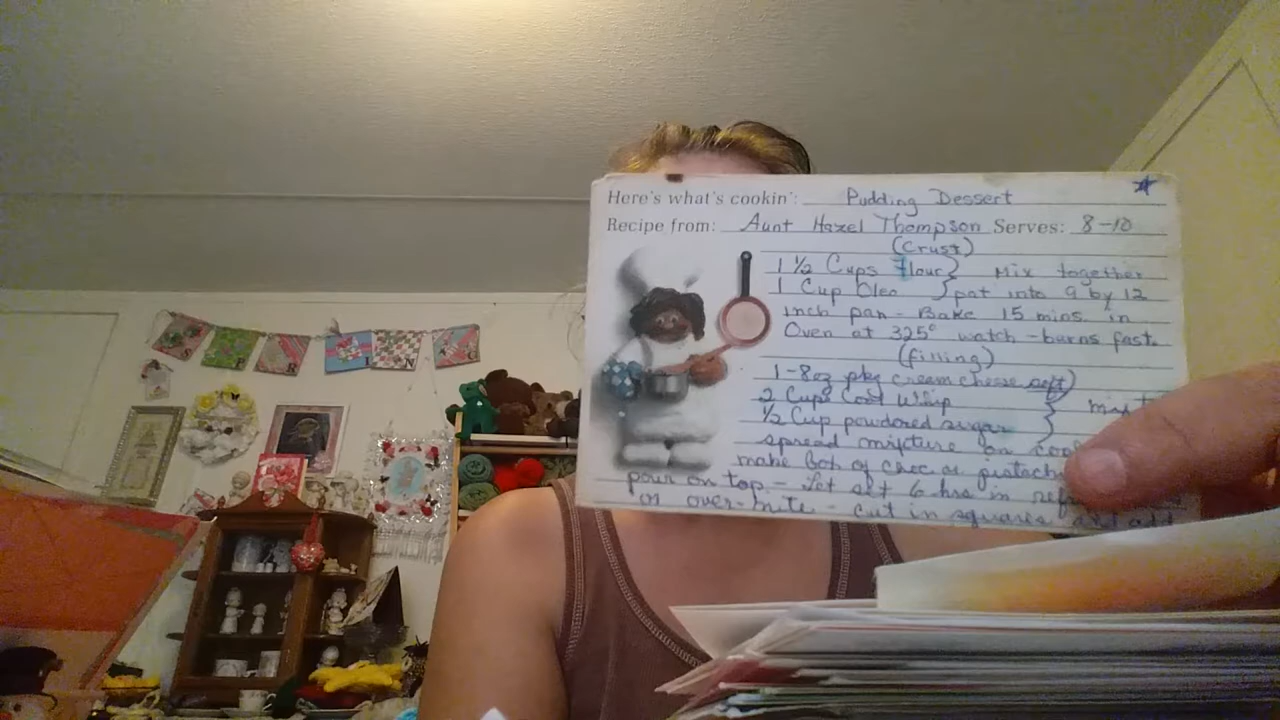 Here's what's cookin': Pudding Dessert
Recipe from: Aunt Hazel Thompson Serves: 8-10
(Crust)
1 ½ Cups flour } Mix together
1 Cup Oleo } pat into 9 by 12
inch pan - Bake 15 mins. in
Oven at 325° watch - burns fast.
(filling)
1-8oz pkg cream cheese soft)
2 Cups Cool Whip
½ Cup powdored sugar
spread mixture on
make Box of choc or
pour on top - Let set 6 hrs in
or over-nite - cut in squares and add
SPRING